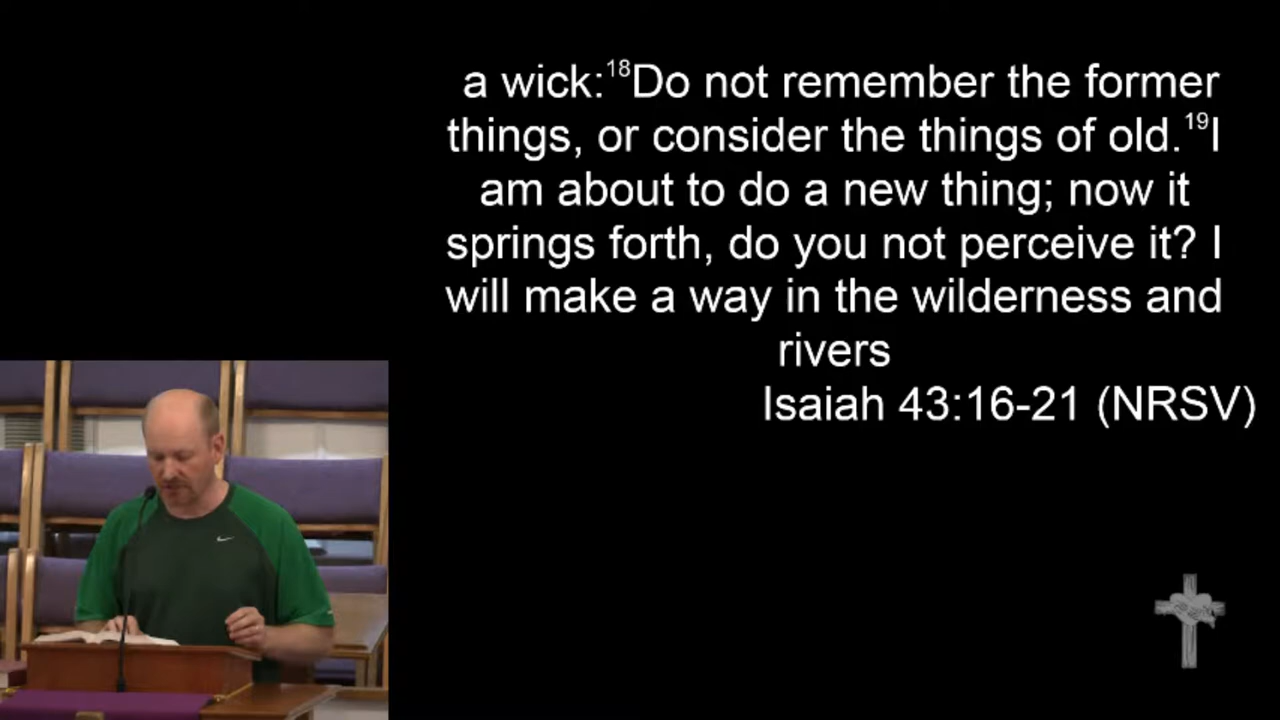 a wick:¹⁸Do not remember the former
things, or consider the things of old.¹⁹I
am about to do a new thing; now it
springs forth, do you not perceive it? I
will make a way in the wilderness and
rivers
Isaiah 43:16-21 (NRSV)